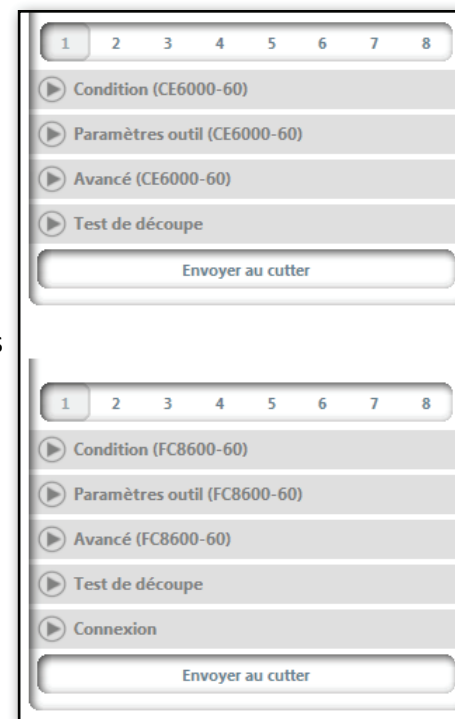 1 2 3 4 5 6 7 8
Condition (CE6000-60)
Paramètres outil (CE6000-60)
Avancé (CE6000-60)
Test de découpe
Envoyer au cutter
s
1 2 3 4 5 6 7 8
Condition (FC8600-60)
Paramètres outil (FC8600-60)
Avancé (FC8600-60)
Test de découpe
Connexion
Envoyer au cutter